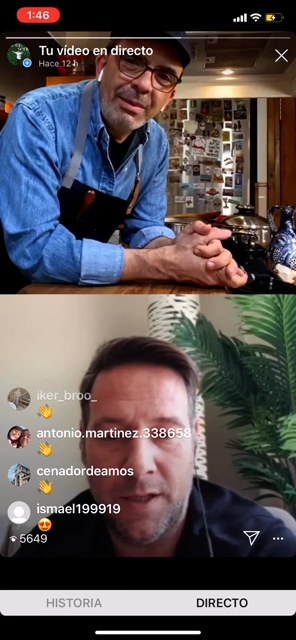 1:46
Tu vídeo en directo
Hace 12 h
iker_broo_
antonio.martinez.338658
cenadordeamos
ismael199919
5649
HISTORIA
DIRECTO